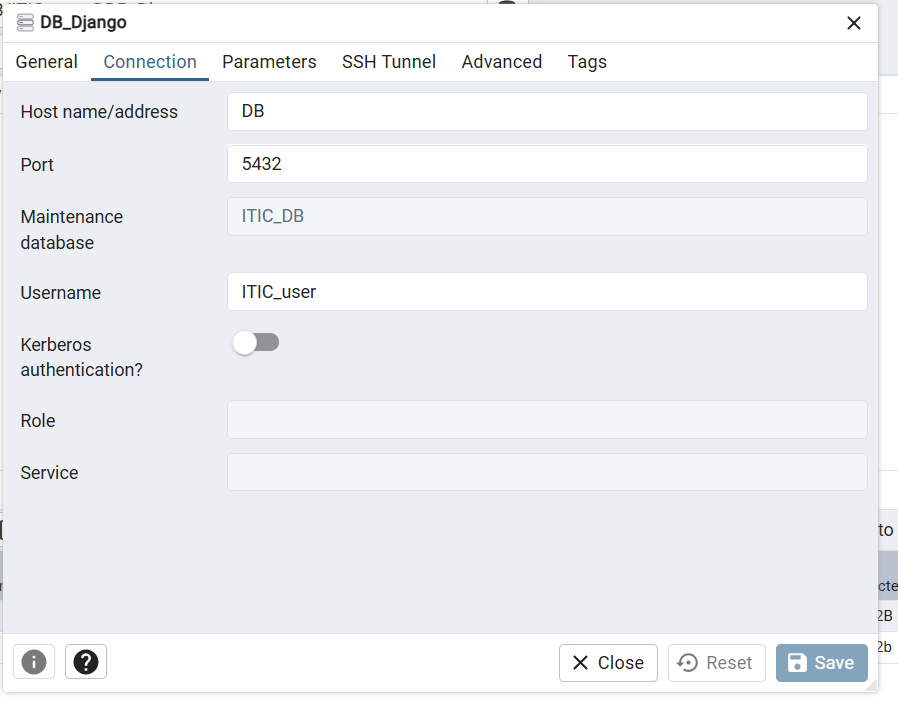 DB_Django
General Connection Parameters SSH Tunnel Advanced Tags
Host name/address DB
Port 5432
Maintenance database ITIC_DB
Username ITIC_user
Kerberos authentication?
Role
Service
to
cte
2B
2b
Close Reset Save